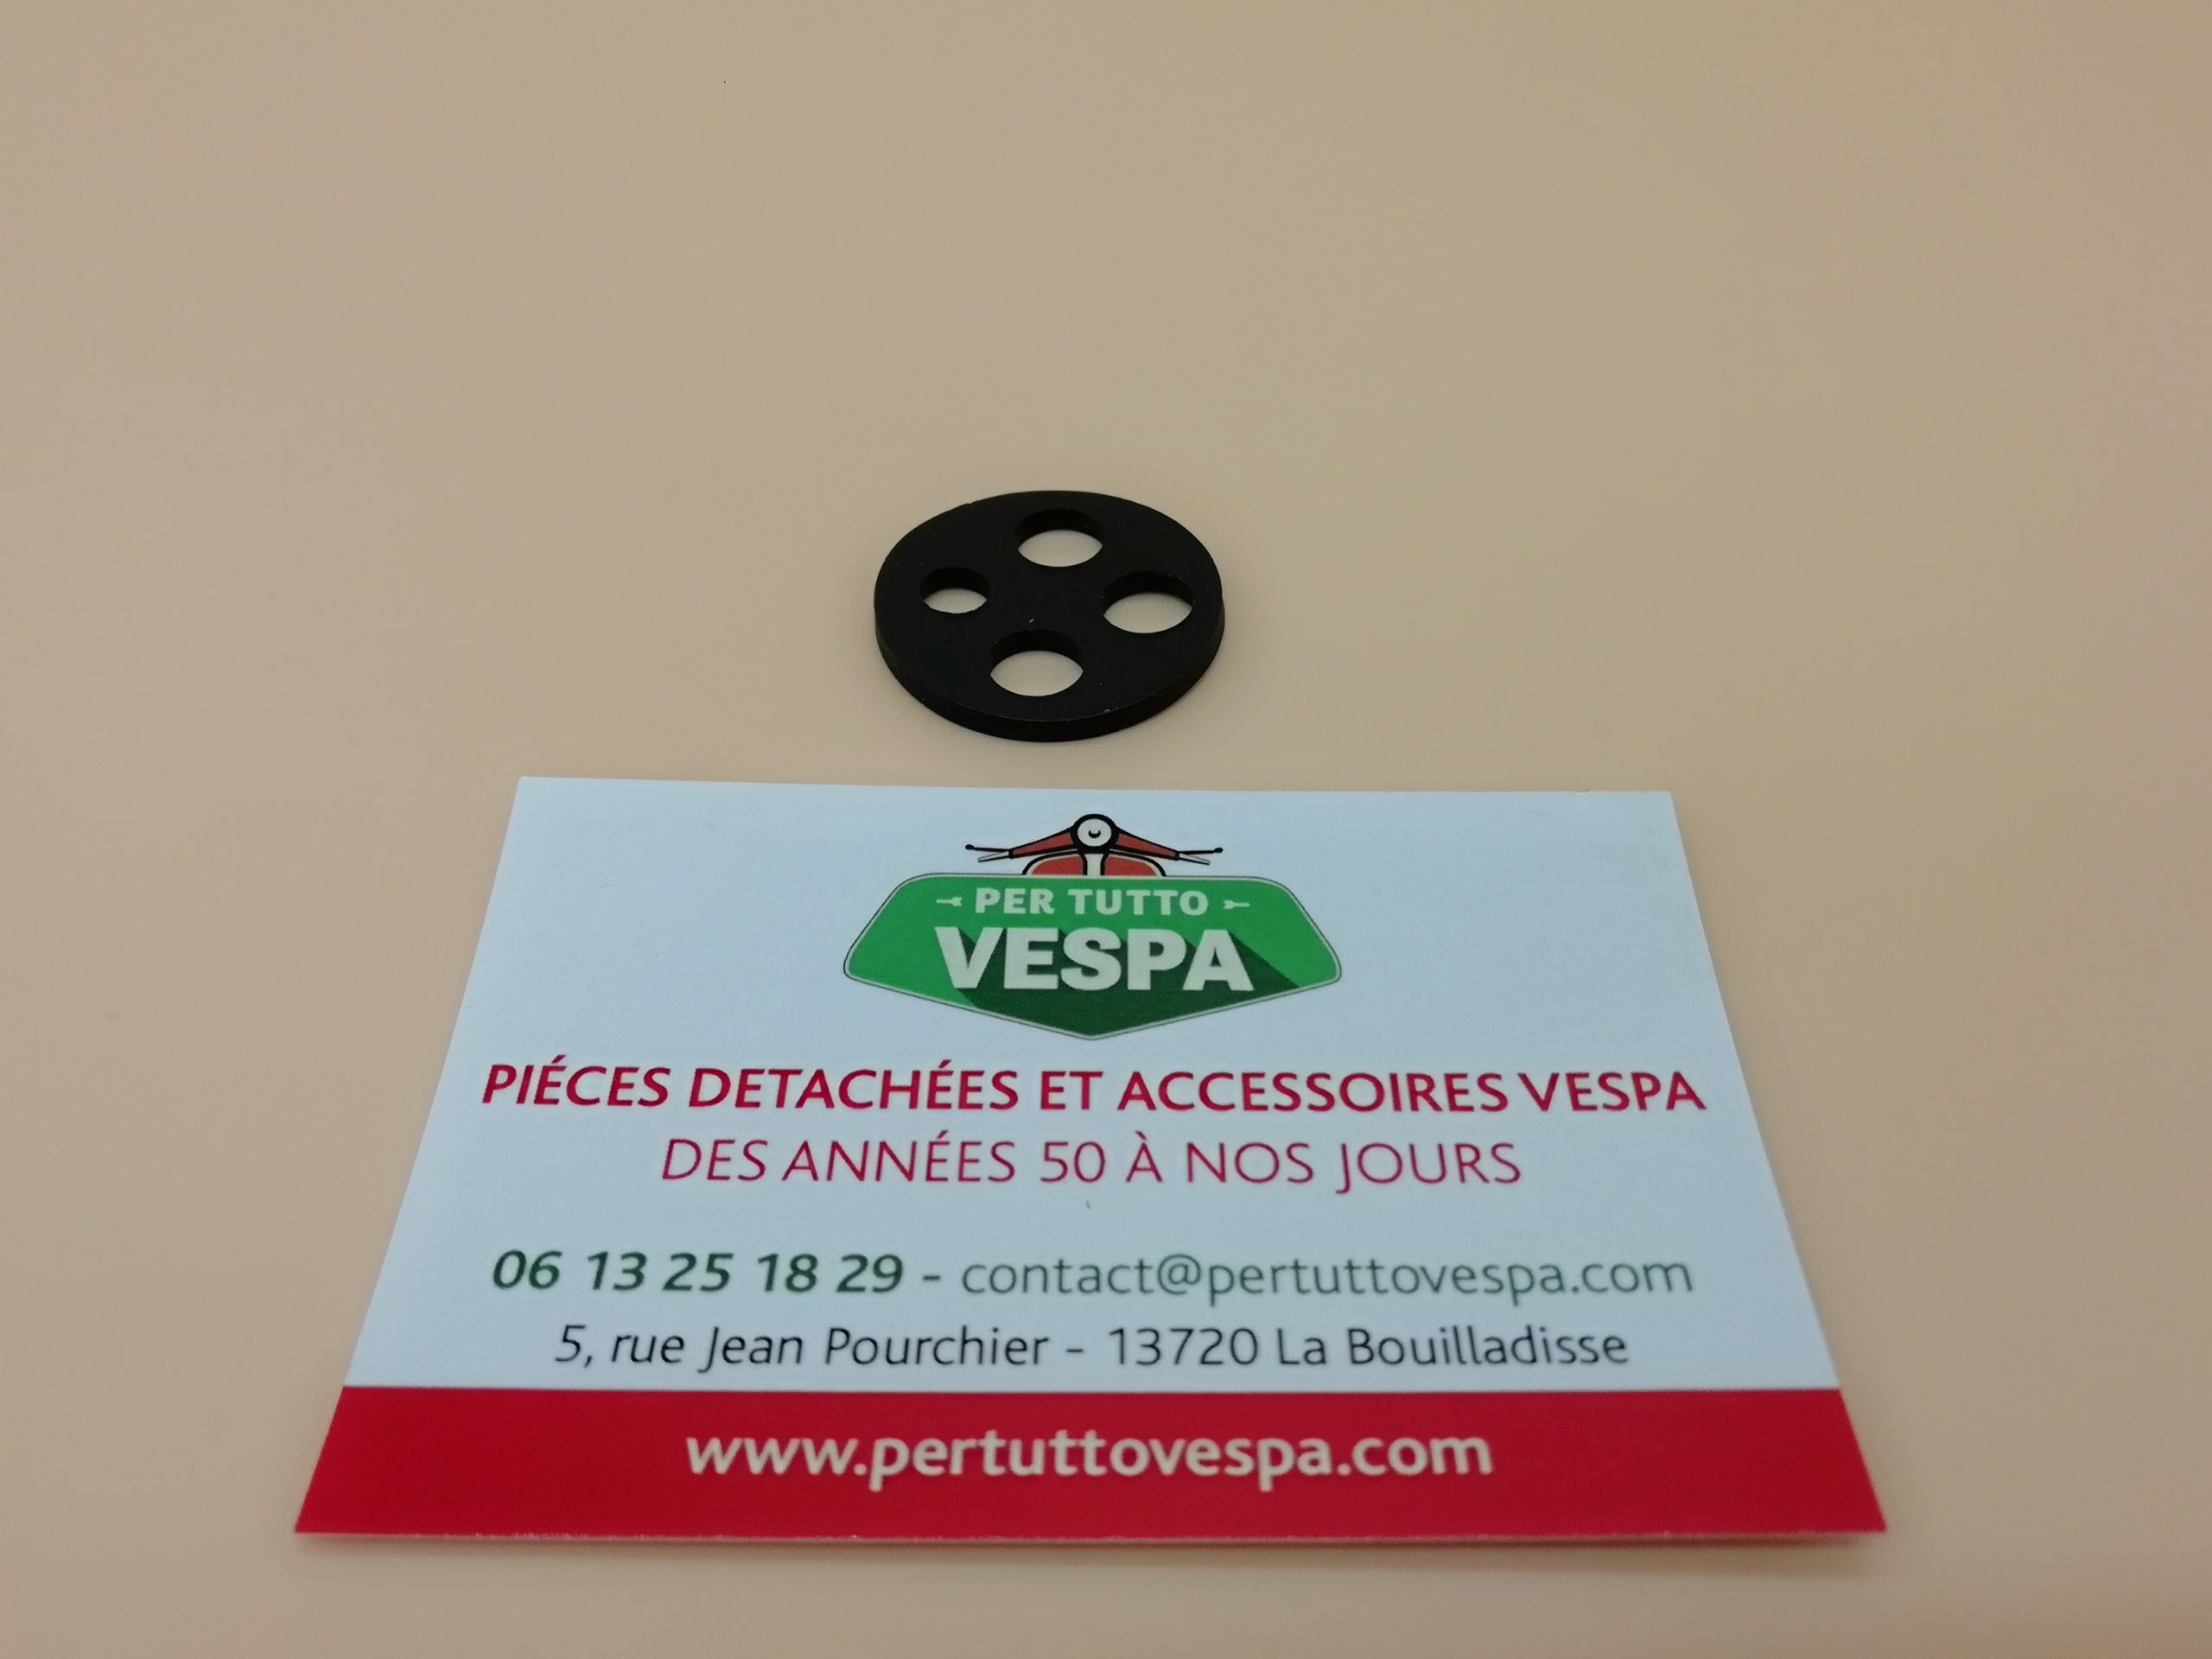 PER TUTTO
VESPA
PIÉCES DETACHÉES ET ACCESSOIRES VESPA
DES ANNÉES 50 À NOS JOURS
06 13 25 18 29 - contact@pertuttovespa.com
5, rue Jean Pourchier - 13720 La Bouilladisse
www.pertuttovespa.com